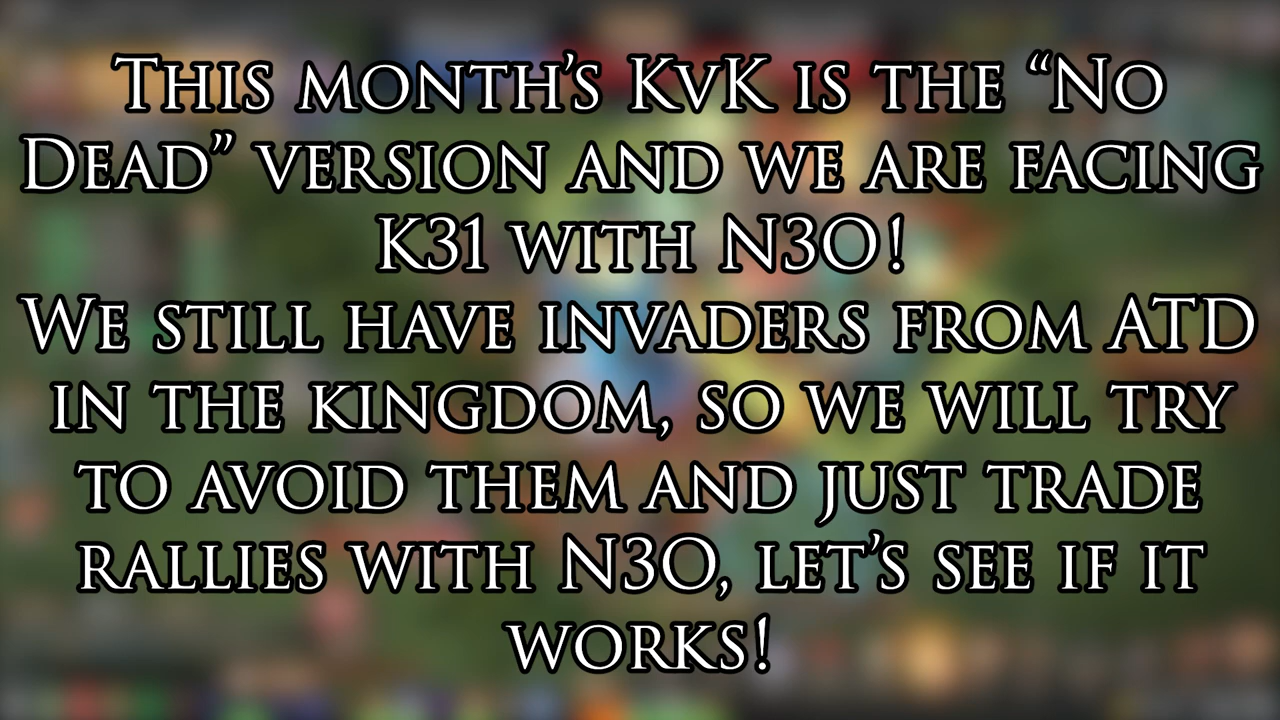 This month’s KvK is the “No
Dead” version and we are facing
K31 with N3O!
We still have invaders from ATD
in the kingdom, so we will try
to avoid them and just trade
rallies with N3O, let’s see if it
works!